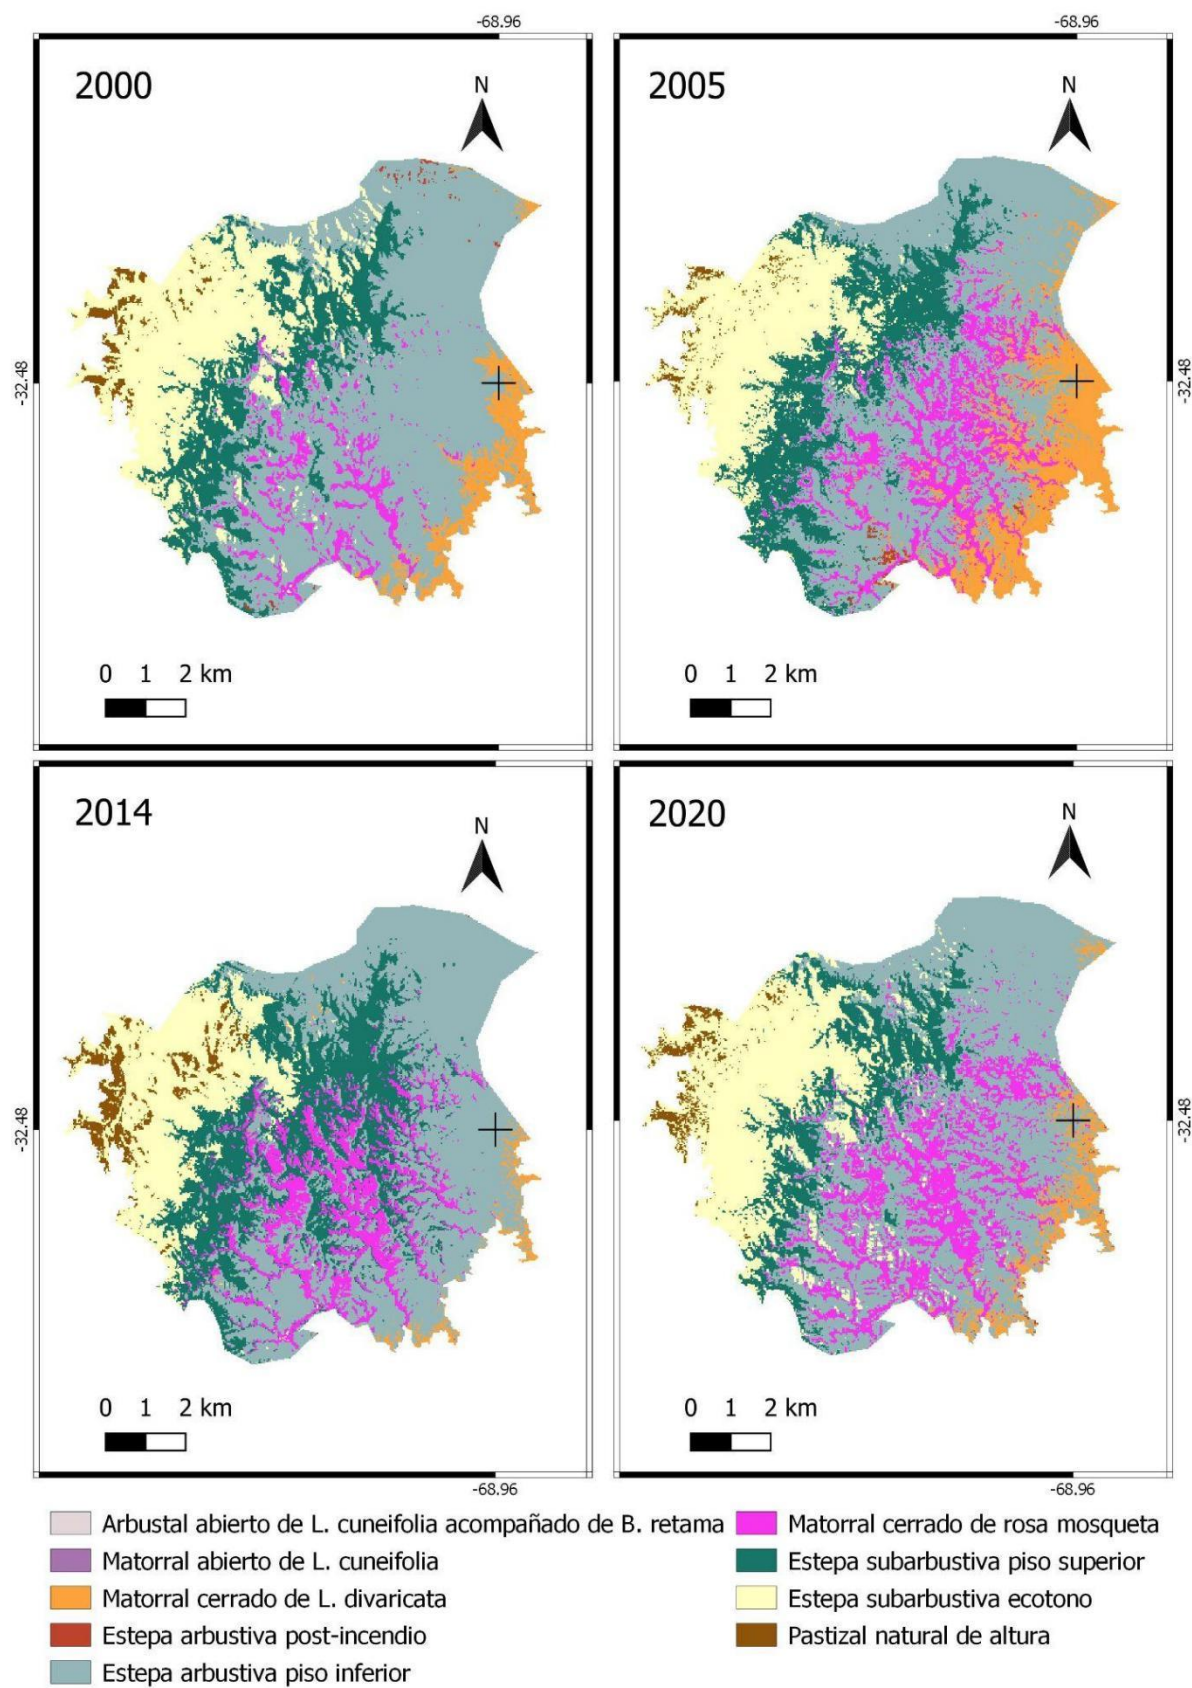 -68.96
-68.96
2000
N
2005
N
-32.48
-32.48
0 1 2 km
0 1 2 km
2014
N
2020
N
-32.48
-32.48
0 1 2 km
0 1 2 km
-68.96
-68.96
Arbustal abierto de L. cuneifolia acompañado de B. retama
Matorral abierto de L. cuneifolia
Matorral cerrado de L. divaricata
Estepa arbustiva post-incendio
Estepa arbustiva piso inferior
Matorral cerrado de rosa mosqueta
Estepa subarbustiva piso superior
Estepa subarbustiva ecotono
Pastizal natural de altura